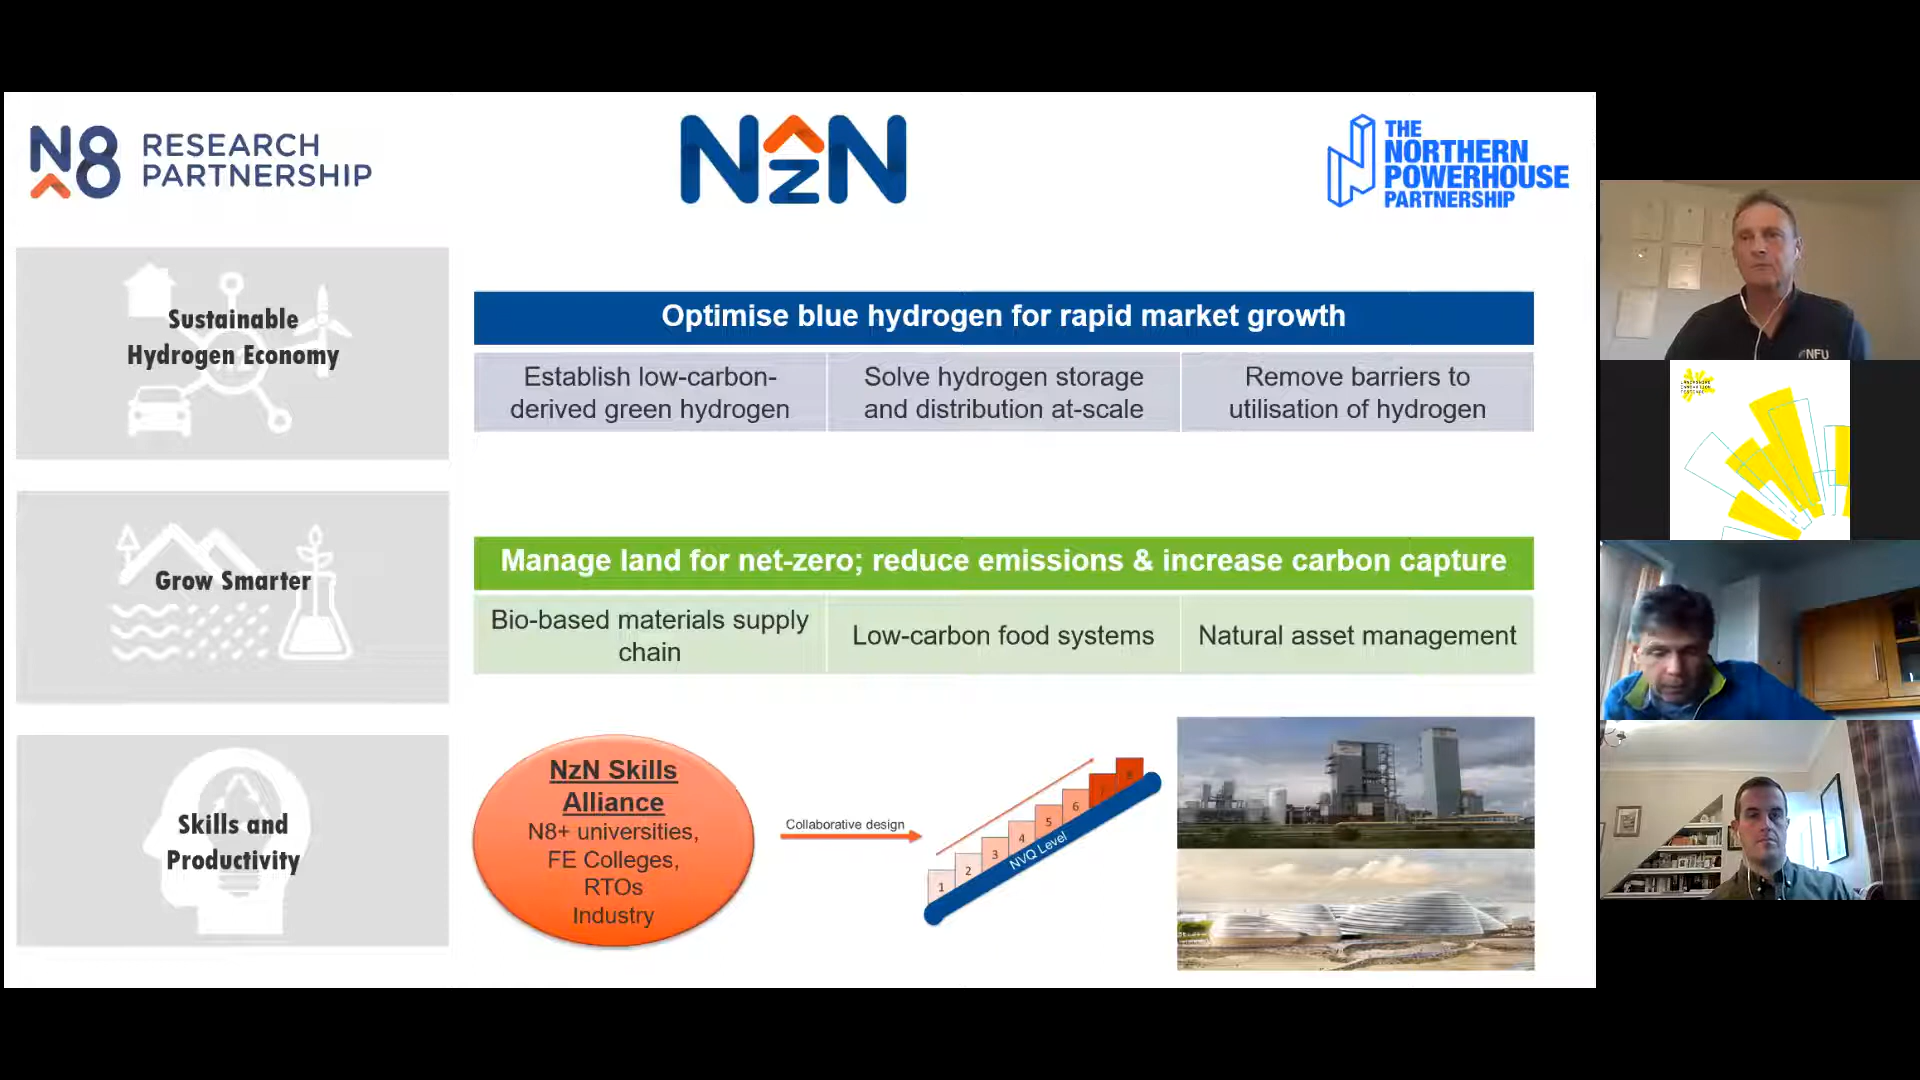 N8 RESEARCH
PARTNERSHIP
NzN
THE
NORTHERN
POWERHOUSE
PARTNERSHIP
Sustainable
Hydrogen Economy
Optimise blue hydrogen for rapid market growth
Establish low-carbon-
derived green hydrogen
Solve hydrogen storage
and distribution at-scale
Remove barriers to
utilisation of hydrogen
Grow Smarter
Manage land for net-zero; reduce emissions & increase carbon capture
Bio-based materials supply
chain
Low-carbon food systems
Natural asset management
Skills and
Productivity
NzN Skills
Alliance
N8+ universities,
FE Colleges,
RTOs
Industry
Collaborative design
1
2
3
4
5
6
8
NVQ Level
NFU